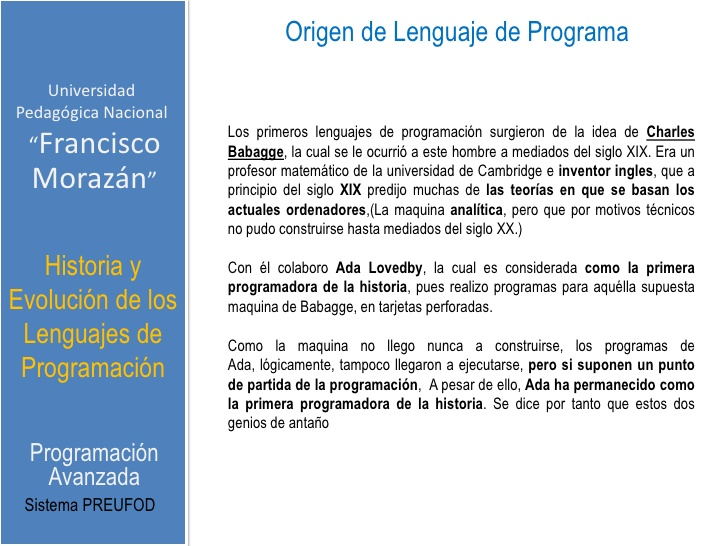 Origen de Lenguaje de Programa
Universidad
Pedagógica Nacional
“Francisco
Morazán”
Historia y
Evolución de los
Lenguajes de
Programación
Programación
Avanzada
Sistema PREUFOD
Los primeros lenguajes de programación surgieron de la idea de Charles
Babagge, la cual se le ocurrió a este hombre a mediados del siglo XIX. Era un
profesor matemático de la universidad de Cambridge e inventor ingles, que a
principio del siglo XIX predijo muchas de las teorías en que se basan los
actuales ordenadores,(La maquina analítica, pero que por motivos técnicos
no pudo construirse hasta mediados del siglo XX.)
Con él colaboro Ada Lovedby, la cual es considerada como la primera
programadora de la historia, pues realizo programas para aquélla supuesta
maquina de Babagge, en tarjetas perforadas.
Como la maquina no llego nunca a construirse, los programas de
Ada, lógicamente, tampoco llegaron a ejecutarse, pero si suponen un punto
de partida de la programación, A pesar de ello, Ada ha permanecido como
la primera programadora de la historia. Se dice por tanto que estos dos
genios de antaño